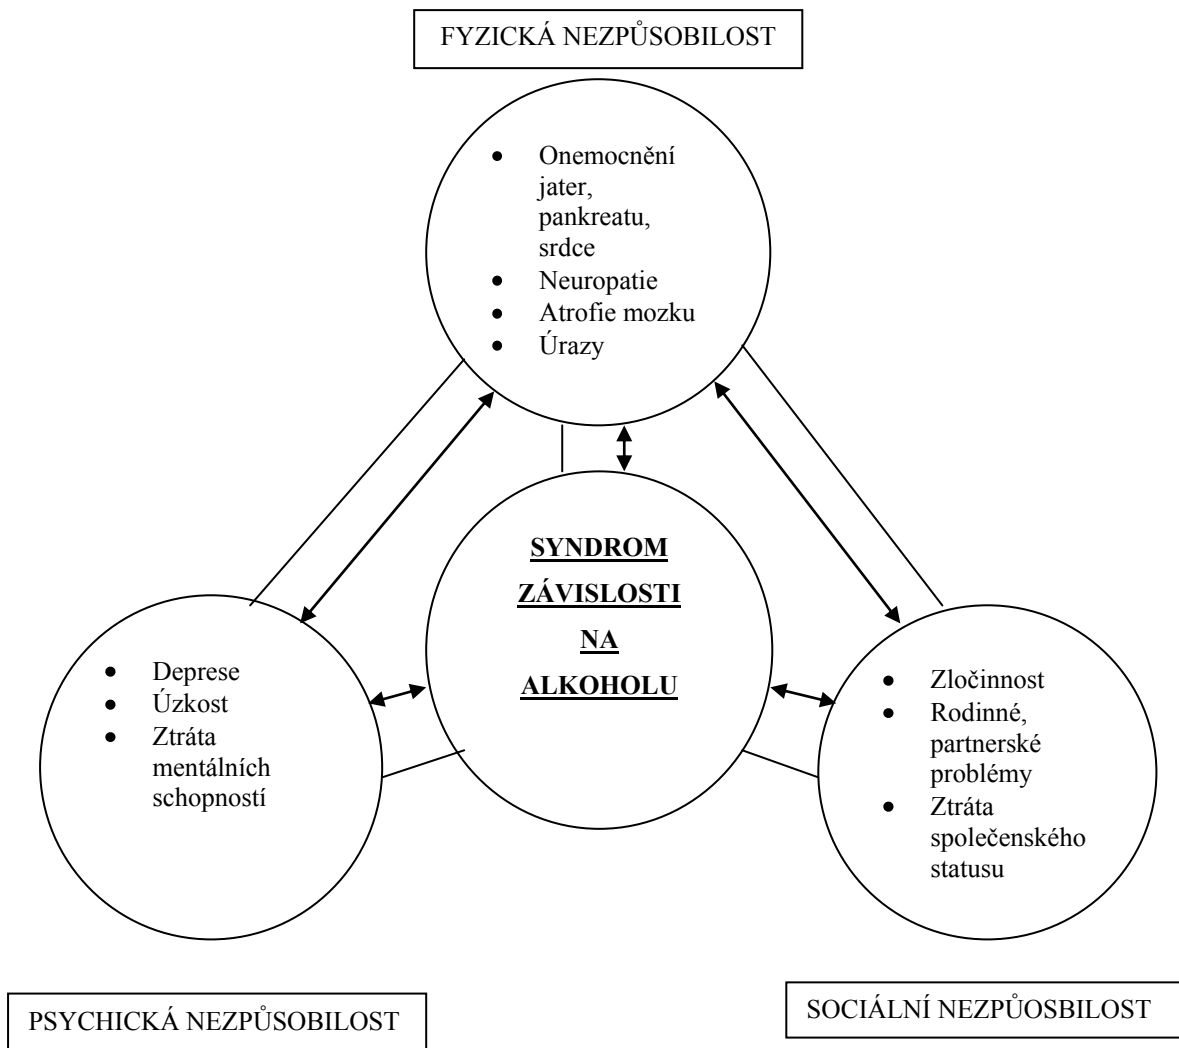 FYZICKÁ NEZPŮSOBILOST
• Onemocnění
jater,
pankreatu,
srdce
• Neuropatie
• Atrofie mozku
• Úrazy
SYNDROM
ZÁVISLOSTI
NA
ALKOHOLU
• Deprese
• Úzkost
• Ztráta
mentálních
schopností
• Zločinnost
• Rodinné,
partnerské
problémy
• Ztráta
společenského
statusu
PSYCHICKÁ NEZPŮSOBILOST
SOCIÁLNÍ NEZPŮOSBILOST